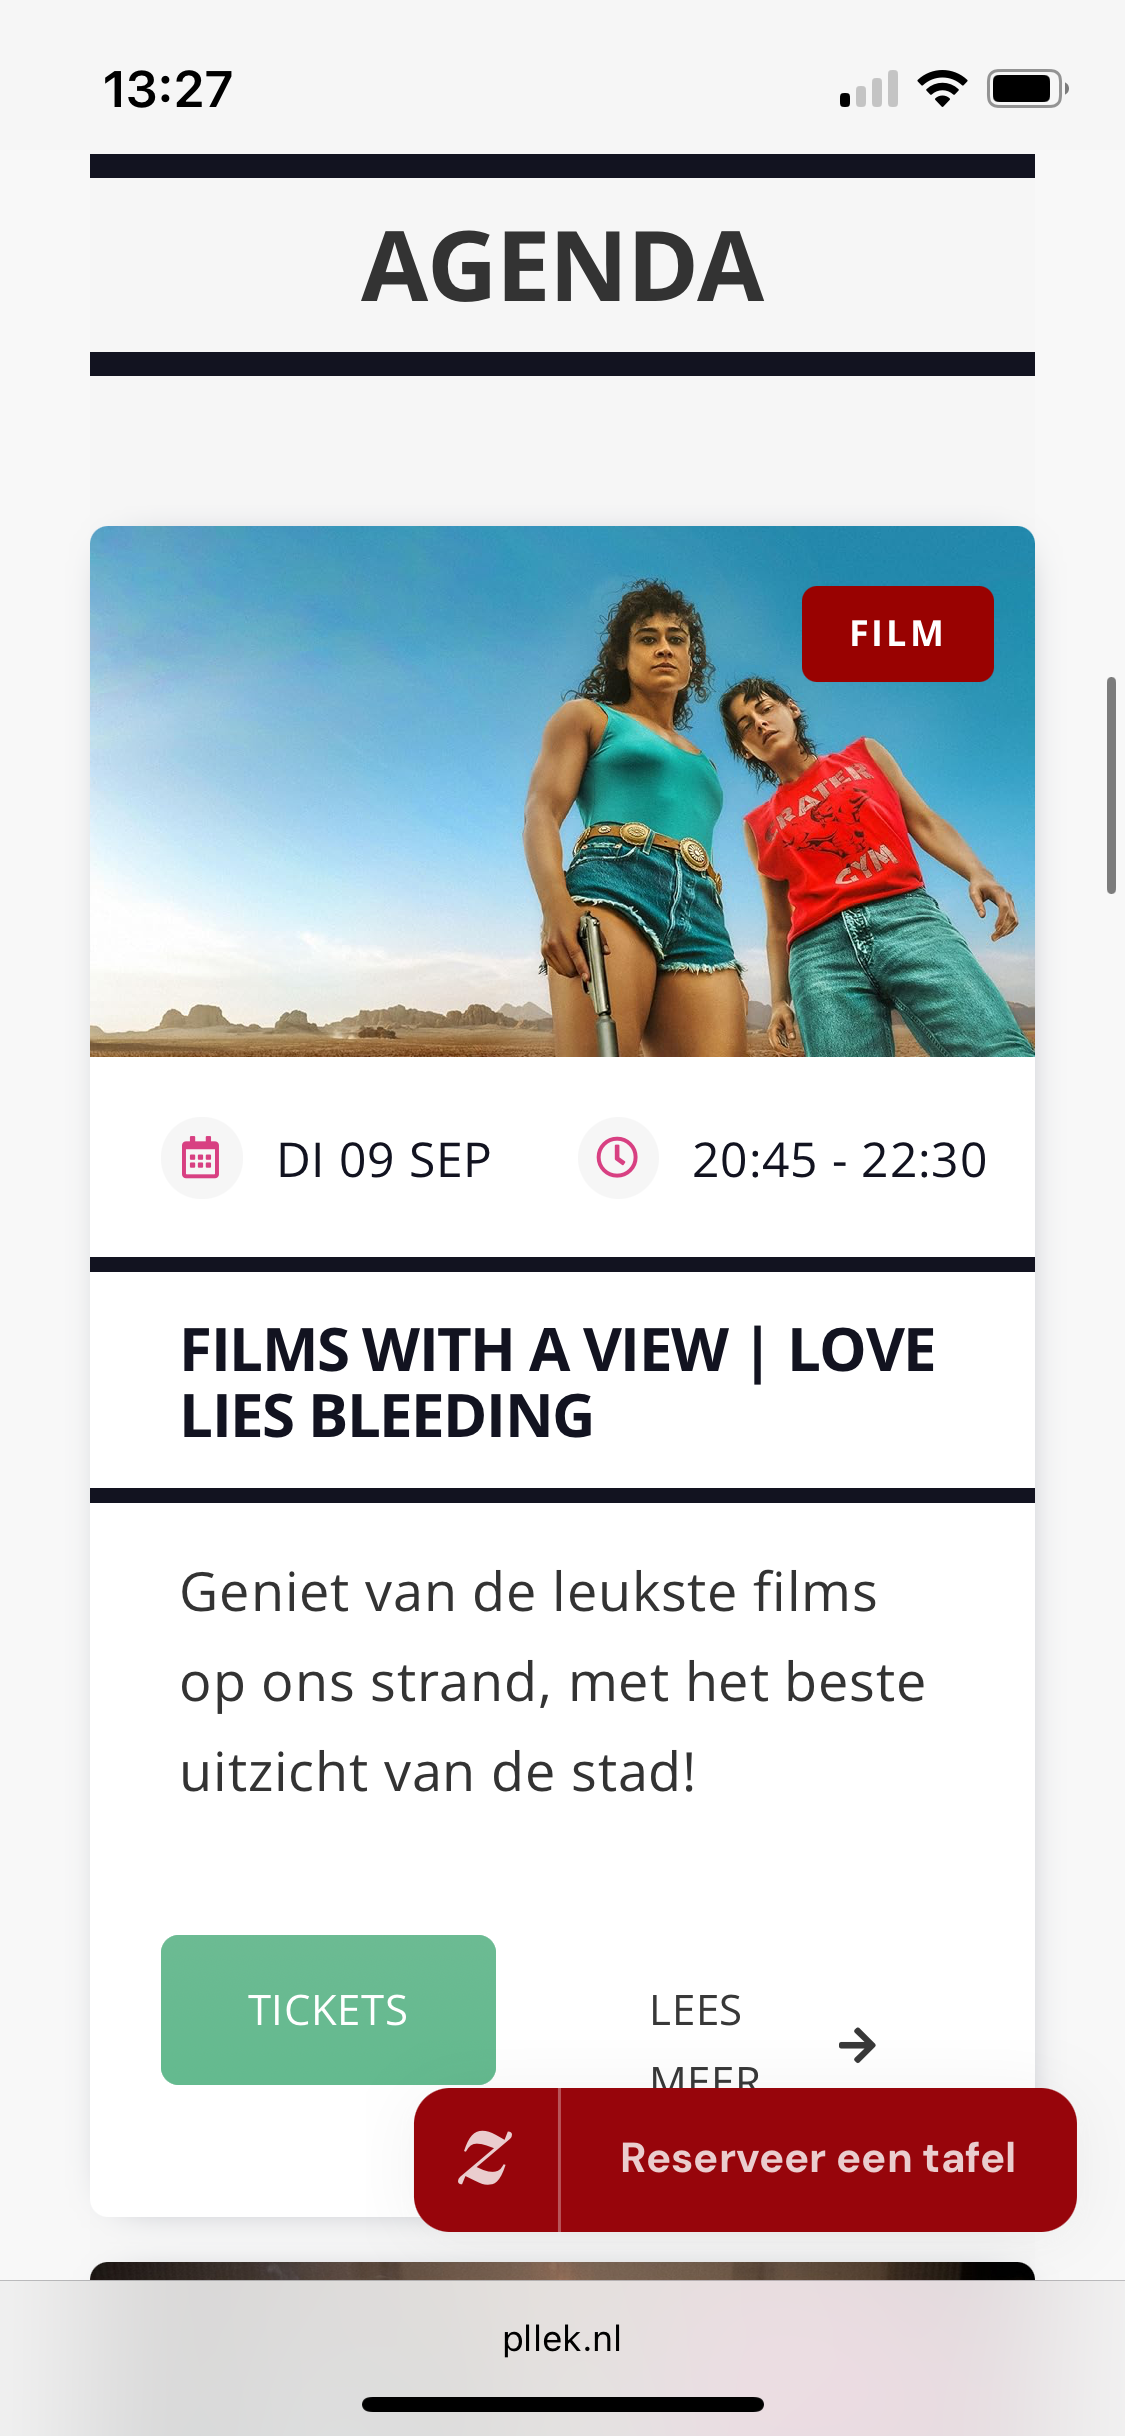 13:27
AGENDA
FILM
CRATER
GYM
DI 09 SEP
20:45 - 22:30
FILMS WITH A VIEW | LOVE
LIES BLEEDING
Geniet van de leukste films
op ons strand, met het beste
uitzicht van de stad!
TICKETS
LEES
MEER
Z
Reserveer een tafel
pllek.nl